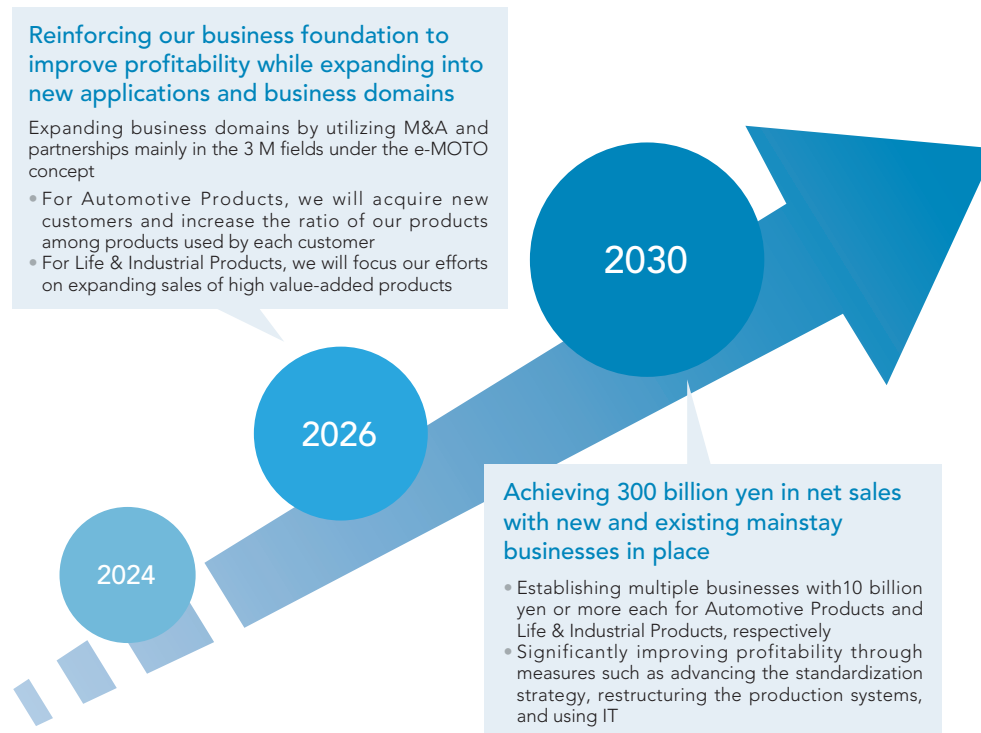 Reinforcing our business foundation to
improve profitability while expanding into
new applications and business domains
Expanding business domains by utilizing M&A and
partnerships mainly in the 3 M fields under the e-MOTO
concept
• For Automotive Products, we will acquire new
customers and increase the ratio of our products
among products used by each customer
• For Life & Industrial Products, we will focus our efforts
on expanding sales of high value-added products
2030
2026
2024
Achieving 300 billion yen in net sales
with new and existing mainstay
businesses in place
• Establishing multiple businesses with10 billion
yen or more each for Automotive Products and
Life & Industrial Products, respectively
• Significantly improving profitability through
measures such as advancing the standardization
strategy, restructuring the production systems,
and using IT